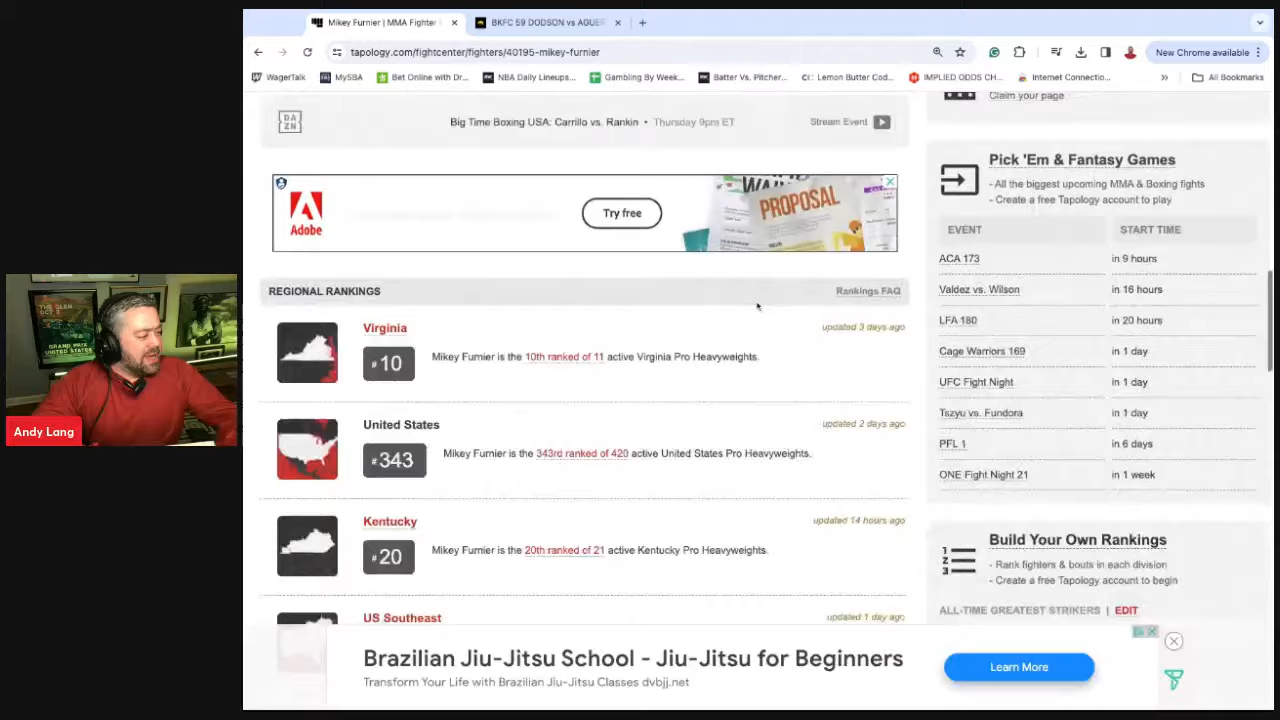 Mikey Furnier | MMA Fighter
BKFC 59 DODSON vs AGUER
tapology.com/fightcenter/fighters/40195-mikey-furnier
New Chrome available
WagerTalk
MySBA
Bet Online with Dr...
NBA Daily Lineups...
Gambling By Week...
Batter Vs. Pitcher...
Lemon Butter Cod...
IMPLIED ODDS CH...
Internet Connectio...
All Bookmarks
DAZN
Big Time Boxing USA: Carrillo vs. Rankin • Thursday 9pm ET
Stream Event
Claim your page
Adobe
Try free
PROPOSAL
Pick 'Em & Fantasy Games
- All the biggest upcoming MMA & Boxing fights
- Create a free Tapology account to play
EVENT START TIME
ACA 173 in 9 hours
Valdez vs. Wilson in 16 hours
LFA 180 in 20 hours
Cage Warriors 169 in 1 day
UFC Fight Night in 1 day
Tszyu vs. Fundora in 1 day
PFL 1 in 6 days
ONE Fight Night 21 in 1 week
REGIONAL RANKINGS
Rankings FAQ
Virginia
updated 3 days ago
#10
Mikey Furnier is the 10th ranked of 11 active Virginia Pro Heavyweights.
United States
updated 2 days ago
#343
Mikey Furnier is the 343rd ranked of 420 active United States Pro Heavyweights.
Kentucky
updated 14 hours ago
#20
Mikey Furnier is the 20th ranked of 21 active Kentucky Pro Heavyweights.
US Southeast
updated 1 day ago
Build Your Own Rankings
- Rank fighters & bouts in each division
- Create a free Tapology account to begin
ALL-TIME GREATEST STRIKERS | EDIT
Brazilian Jiu-Jitsu School - Jiu-Jitsu for Beginners
Transform Your Life with Brazilian Jiu-Jitsu Classes dvbjj.net
Learn More
THE GLEN
OCT 5
GRAND PRIX
UNITED STATES
Andy Lang